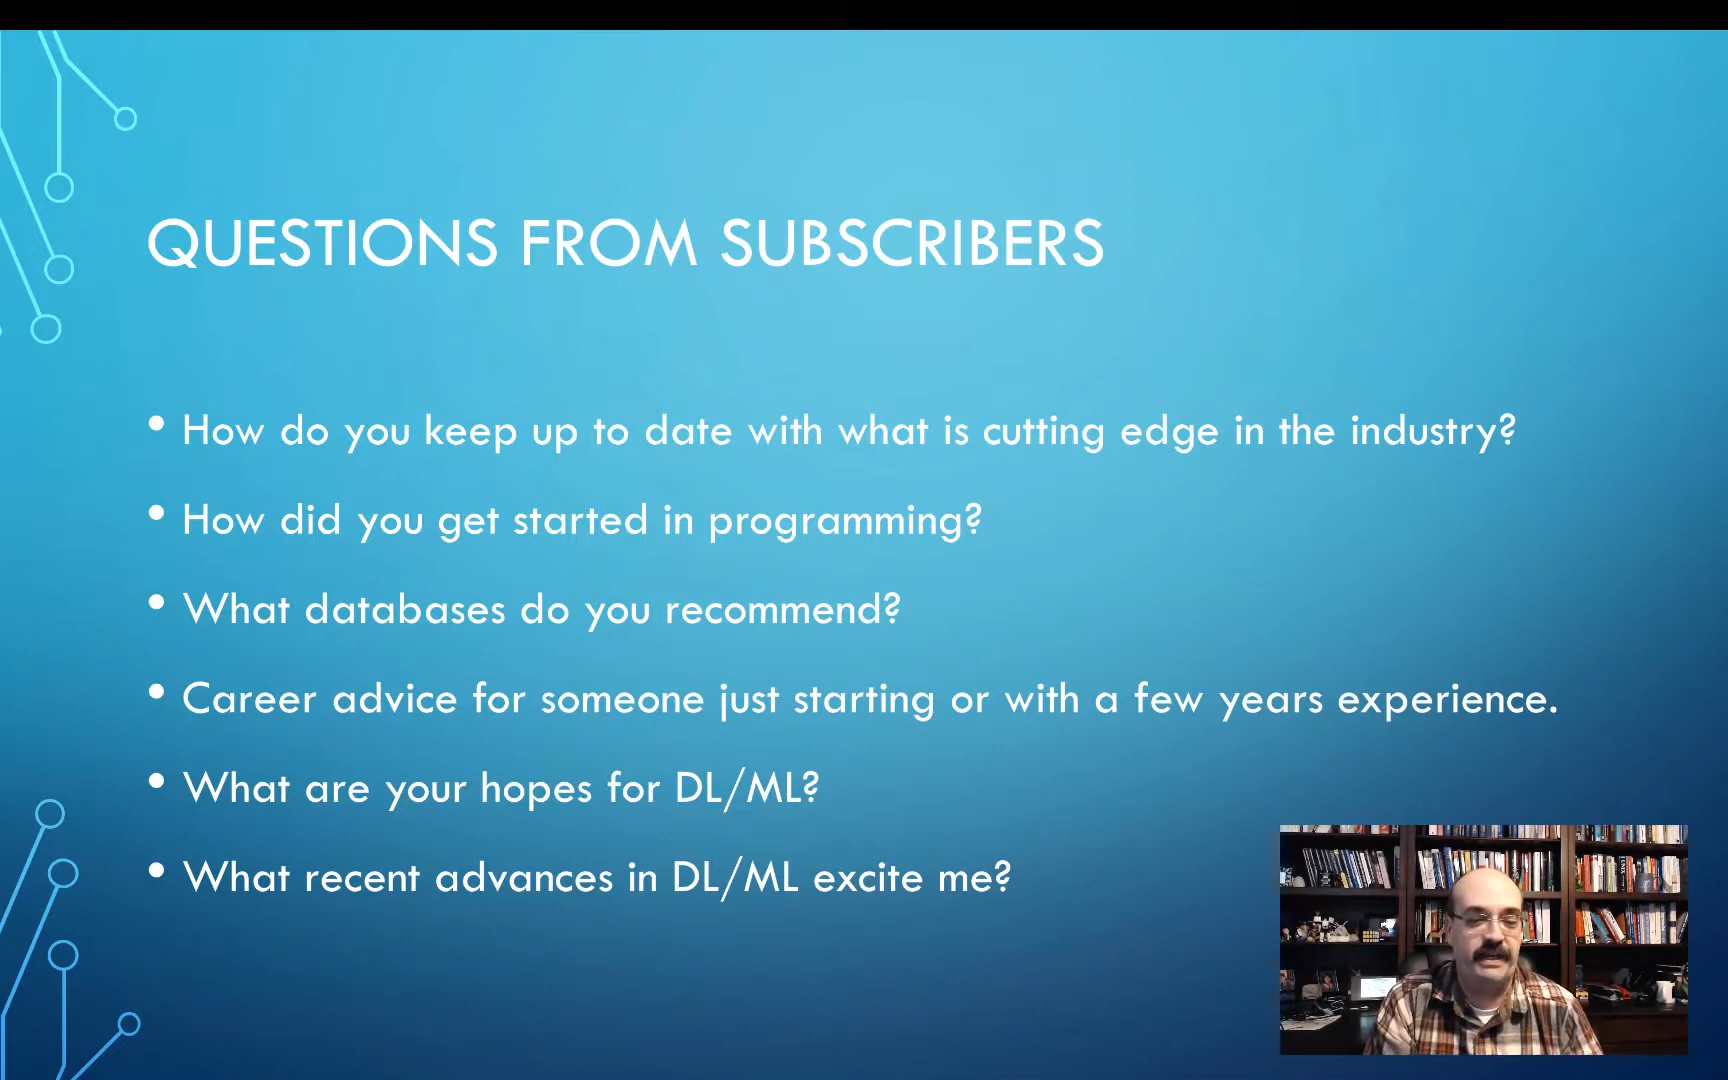 QUESTIONS FROM SUBSCRIBERS
• How do you keep up to date with what is cutting edge in the industry?
• How did you get started in programming?
• What databases do you recommend?
• Career advice for someone just starting or with a few years experience.
• What are your hopes for DL/ML?
• What recent advances in DL/ML excite me?